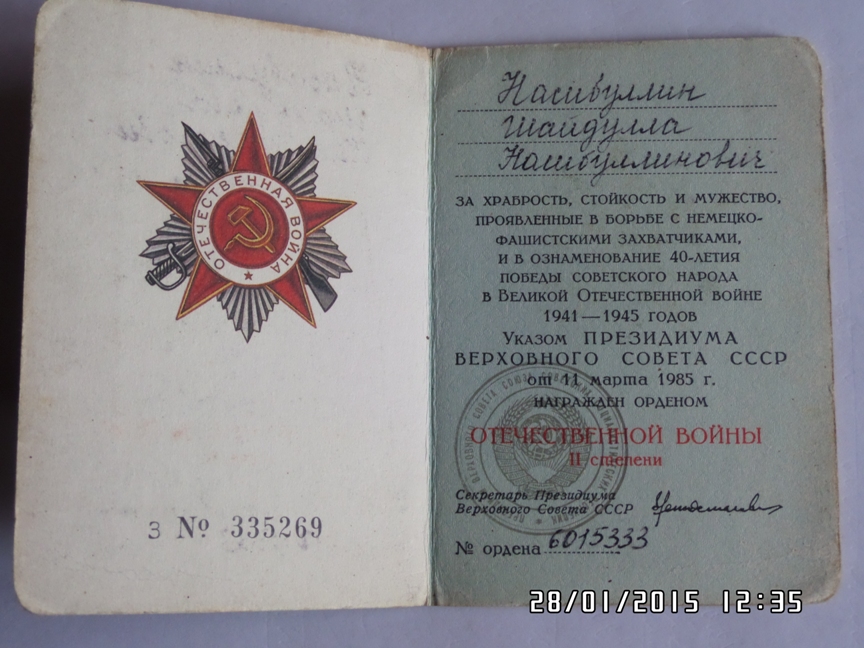 ОТЕЧЕСТВЕННАЯ ВОЙНА
З № 335269
Насибуллин
Шайдулла
Насибуллинович
ЗА ХРАБРОСТЬ, СТОЙКОСТЬ И МУЖЕСТВО,
ПРОЯВЛЕННЫЕ В БОРЬБЕ С НЕМЕЦКО-
ФАШИСТСКИМИ ЗАХВАТЧИКАМИ,
И В ОЗНАМЕНОВАНИЕ 40-ЛЕТИЯ
ПОБЕДЫ СОВЕТСКОГО НАРОДА
В ВЕЛИКОЙ ОТЕЧЕСТВЕННОЙ ВОЙНЕ
1941—1945 ГОДОВ
УКАЗОМ ПРЕЗИДИУМА
ВЕРХОВНОГО СОВЕТА СССР
от 11 марта 1985 г.
НАГРАЖДЕН ОРДЕНОМ
ОТЕЧЕСТВЕННОЙ ВОЙНЫ
II степени
Секретарь Президиума
Верховного Совета СССР
№ ордена 6015333
28/01/2015 12:35